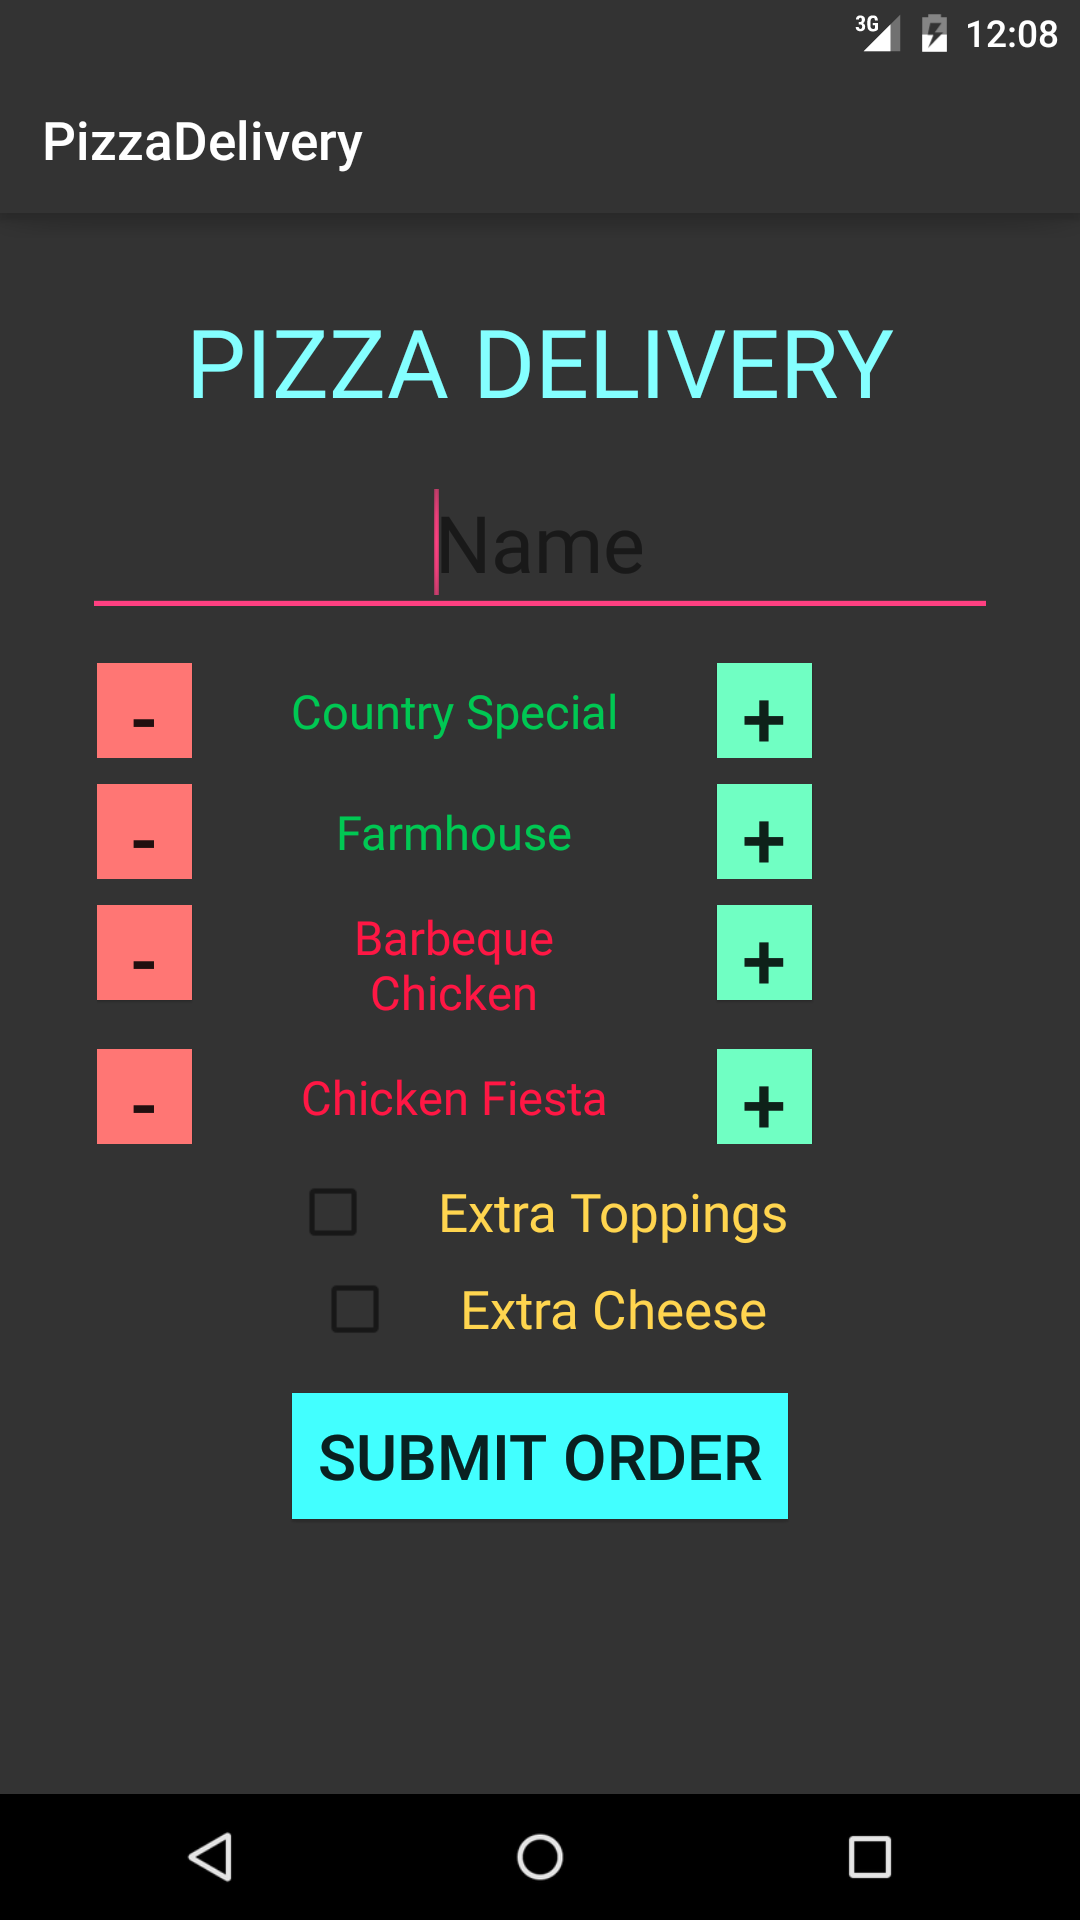 3G 12:08
PizzaDelivery
PIZZA DELIVERY
Name
- Country Special +
- Farmhouse +
- Barbeque +
Chicken
- Chicken Fiesta +
Extra Toppings
Extra Cheese
SUBMIT ORDER